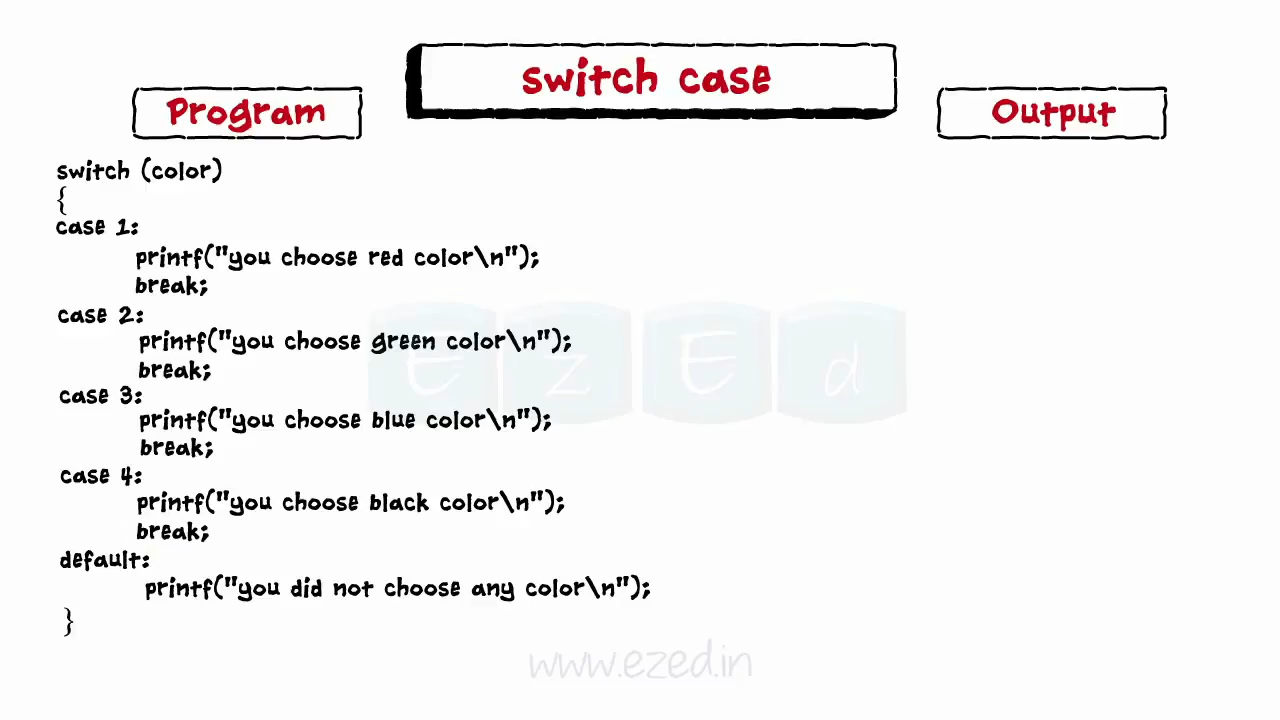 switch case
Program
Output
switch (color)
{
case 1:
printf("you choose red color\n");
break;
case 2:
printf("you choose green color\n");
break;
case 3:
printf("you choose blue color\n");
break;
case 4:
printf("you choose black color\n");
break;
default:
printf("you did not choose any color\n");
}
E z E d
www.ezed.in